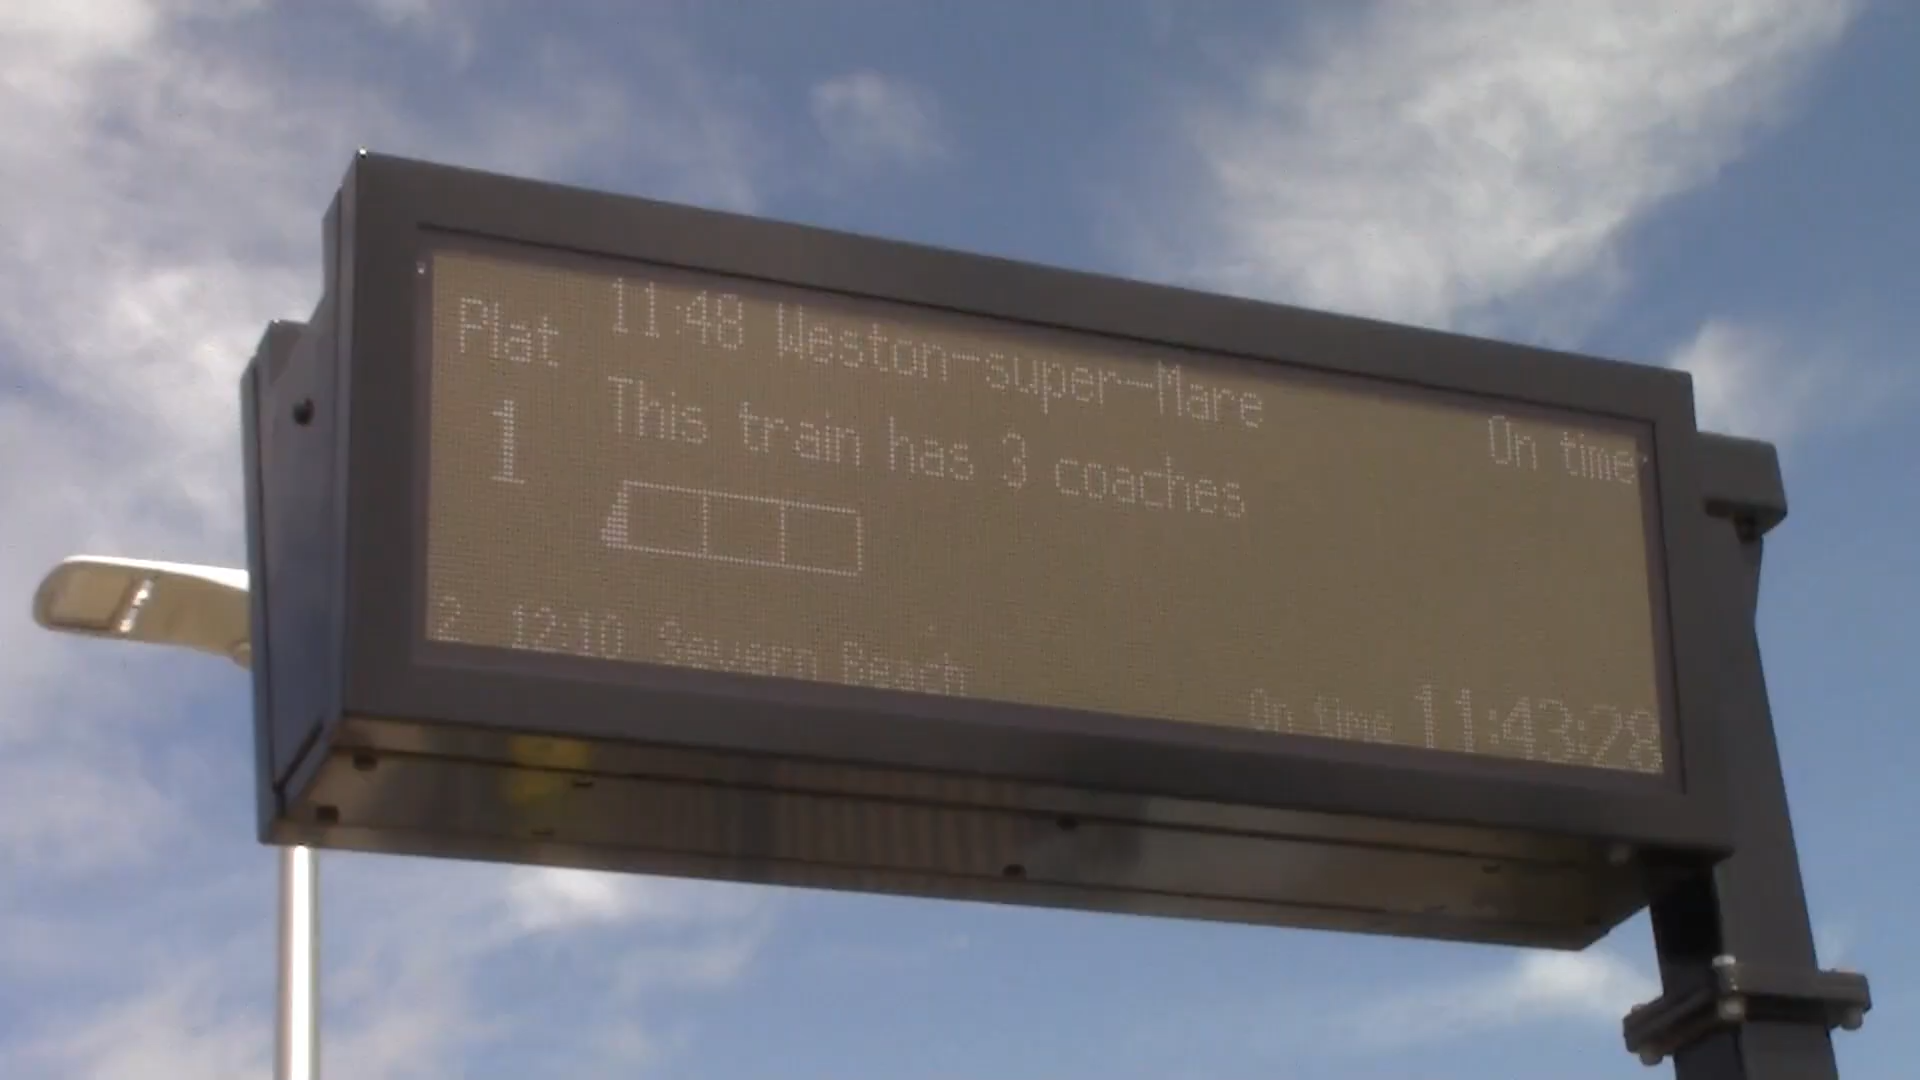 Plat 11:48 Weston-super-Mare On time
1 This train has 3 coaches
2 12:10 Severn Beach On time 11:43:28